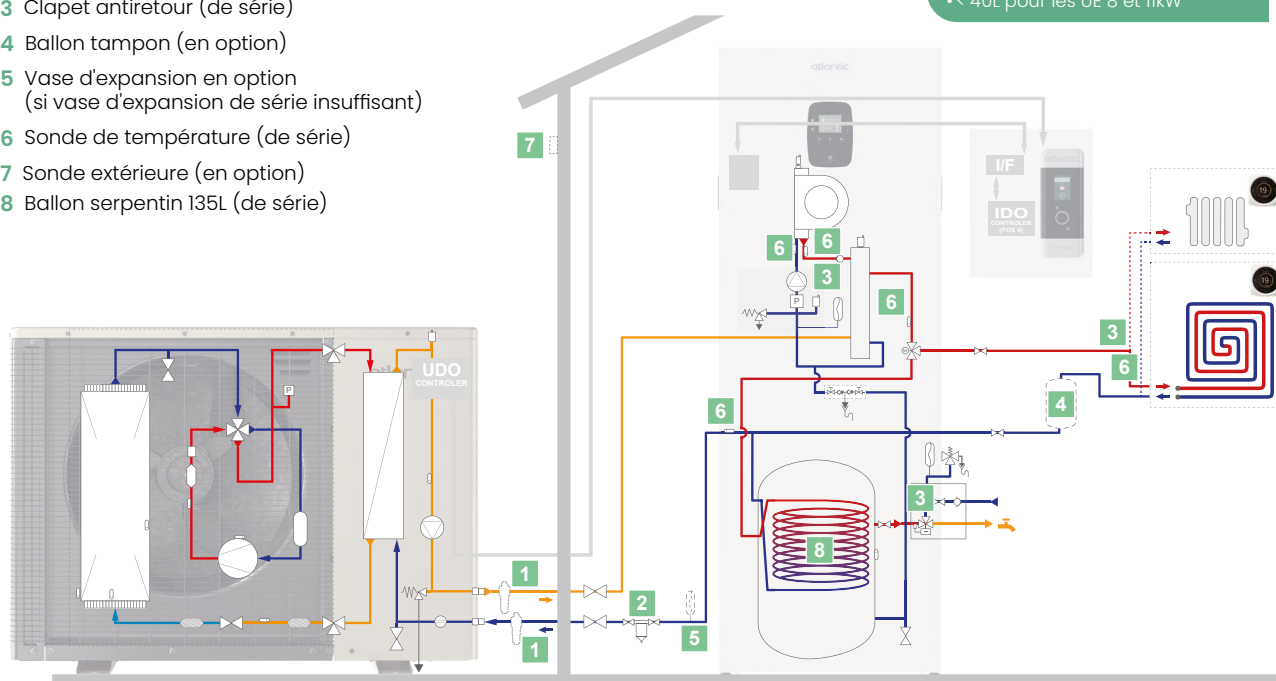 3 Clapet antiretour (de série)
4 Ballon tampon (en option)
5 Vase d'expansion en option
(si vase d'expansion de série insuffisant)
6 Sonde de température (de série)
7 Sonde extérieure (en option)
8 Ballon serpentin 135L (de série)
•< 40L pour les UE 8 et 11kW
atlantic
7
I/F
atlantic
IDO
CONTROLER
(POS 4)
19
6
6
3
P
6
19
3
6
UDO
CONTROLER
P
M
4
6
3
8
1
2
5
1